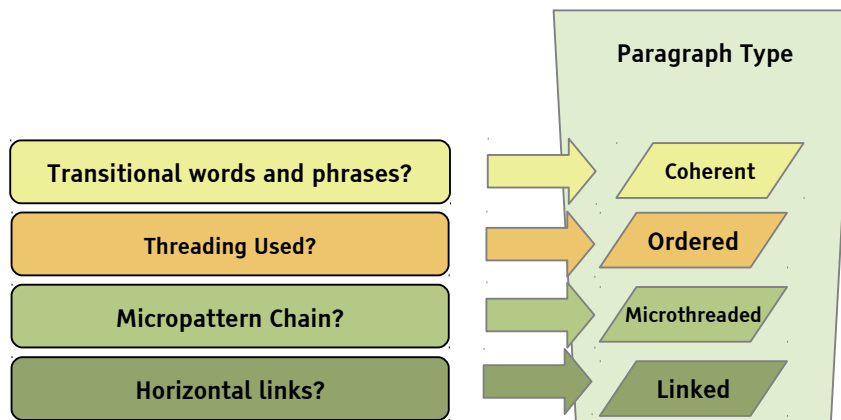 Paragraph Type
Transitional words and phrases?
Coherent
Threading Used?
Ordered
Micropattern Chain?
Microthreaded
Horizontal links?
Linked